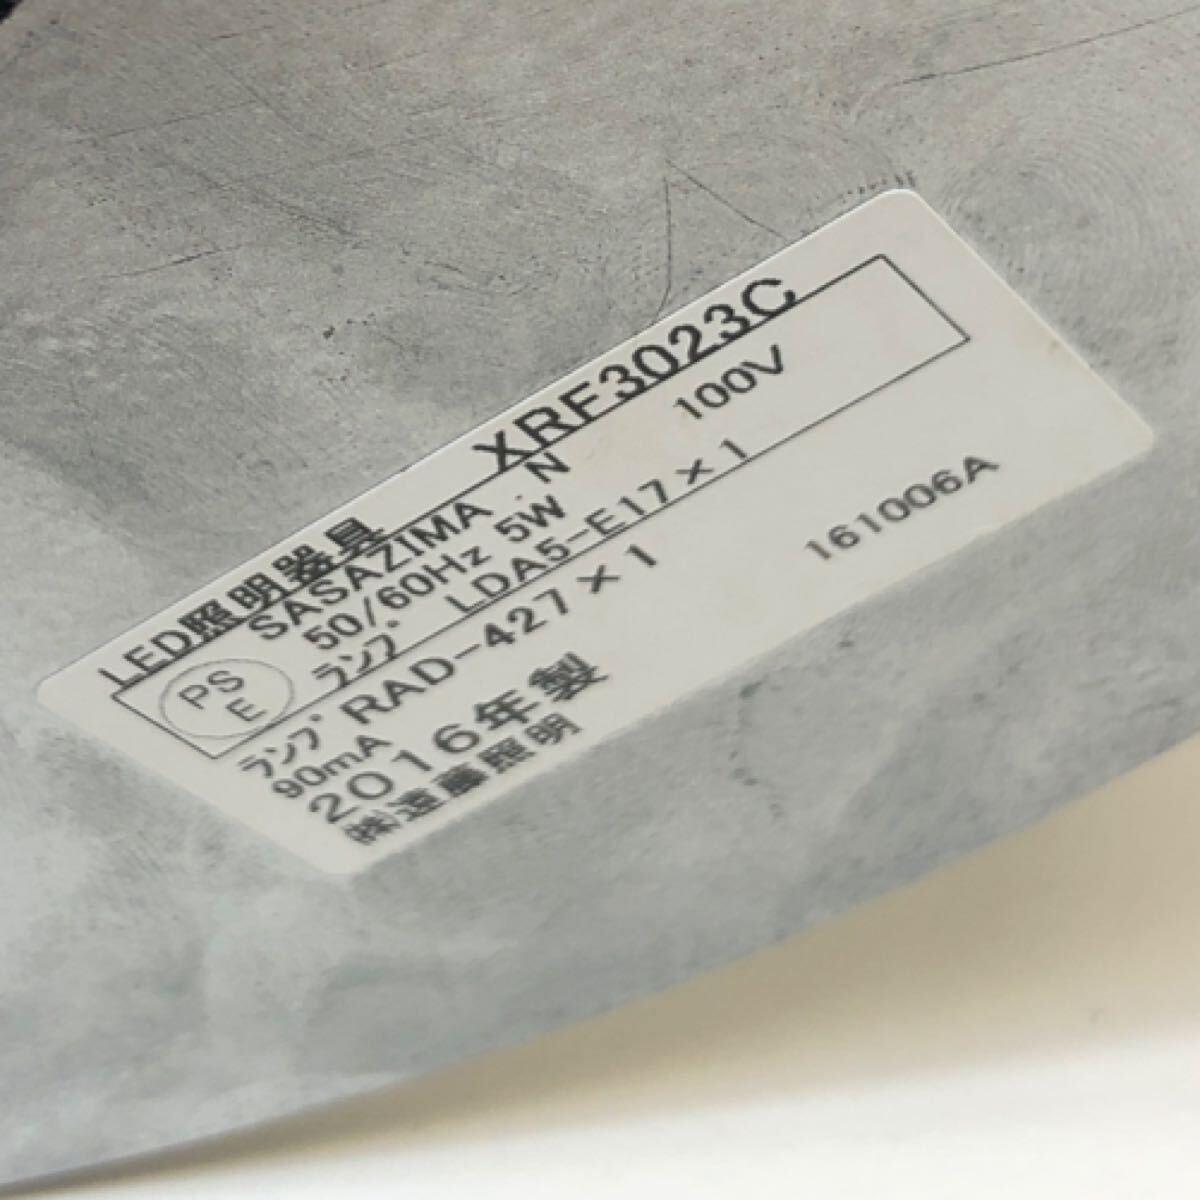 LED照明器具 XRF3023C
PS
E
SASAZIMA N
50/60Hz 5W 100V
ランプ LDA5-E17×1
ランプ RAD-427×1
90mA 161006A
2016年製
㈱遠藤照明